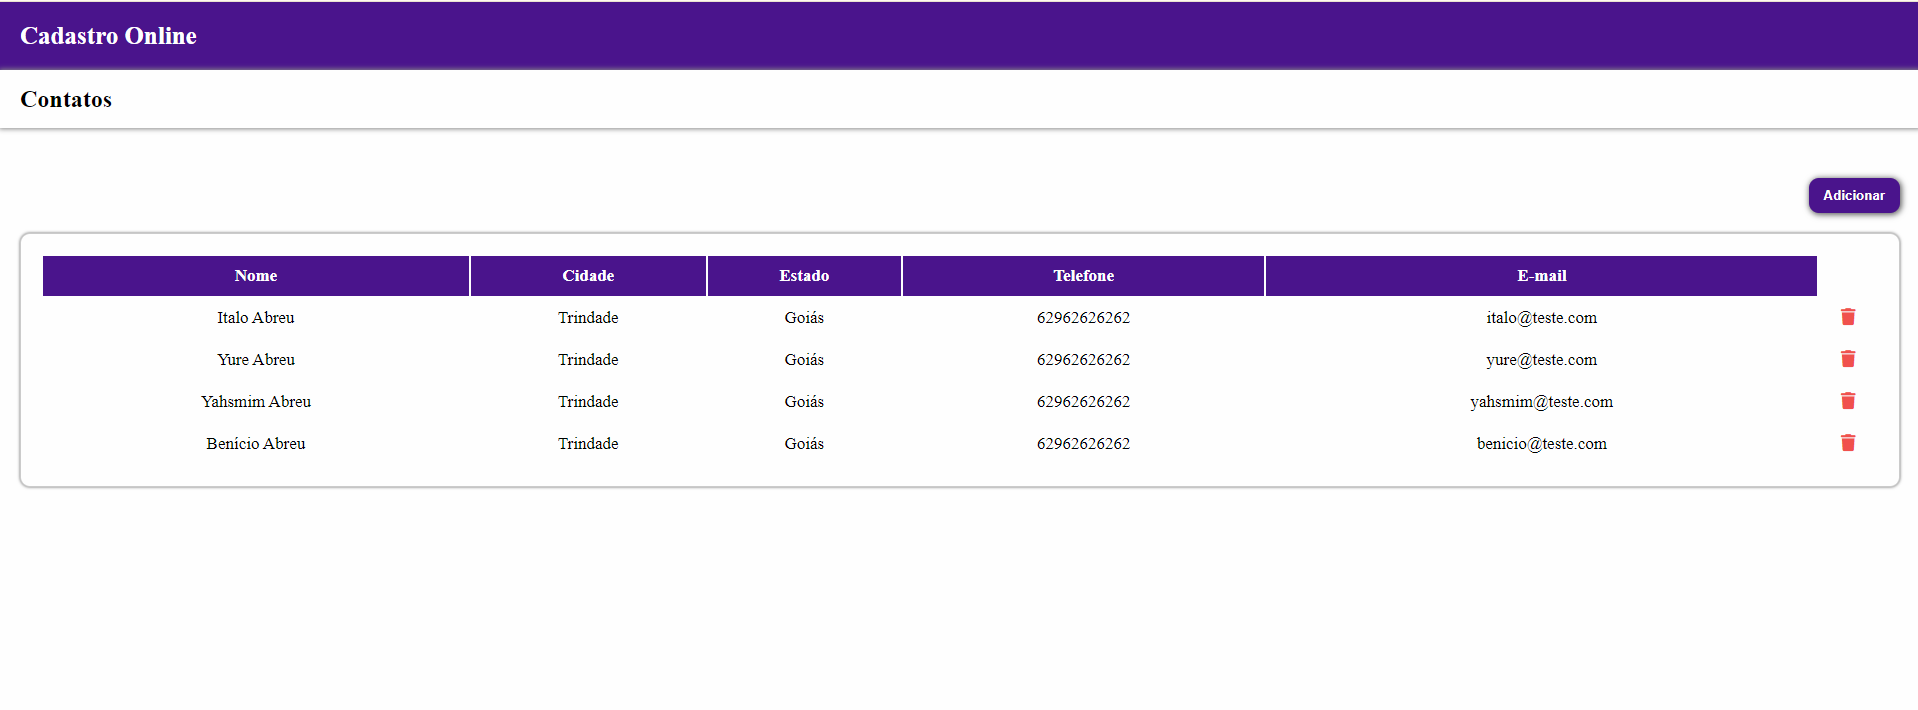 Cadastro Online
Contatos
Adicionar
Nome Cidade Estado Telefone E-mail
Italo Abreu Trindade Goiás 62962626262 italo@teste.com
Yure Abreu Trindade Goiás 62962626262 yure@teste.com
Yahsmim Abreu Trindade Goiás 62962626262 yahsmim@teste.com
Benício Abreu Trindade Goiás 62962626262 benicio@teste.com